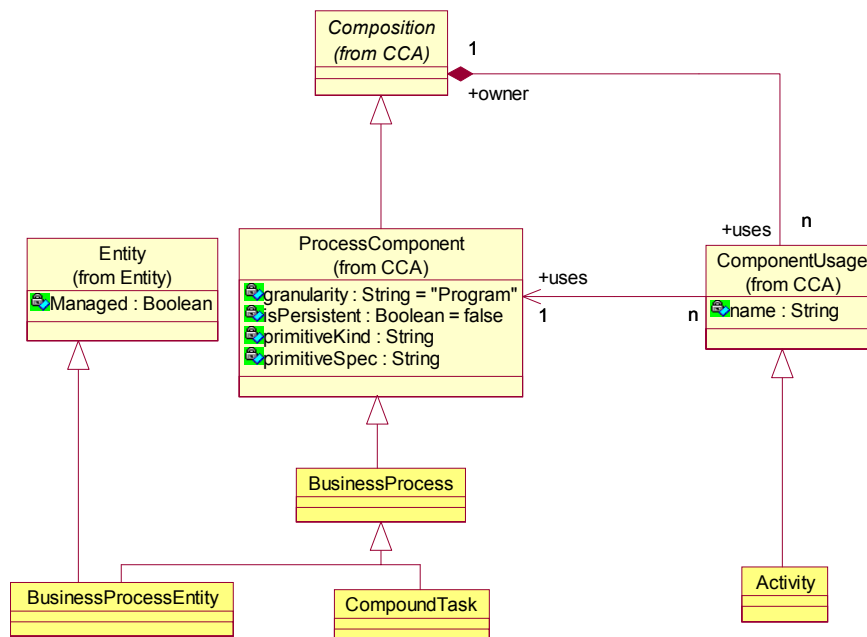 Composition
(from CCA)
1
+owner
Entity
(from Entity)
Managed : Boolean
ProcessComponent
(from CCA)
granularity : String = "Program"
isPersistent : Boolean = false
primitiveKind : String
primitiveSpec : String
+uses
1
n
+uses
n
ComponentUsage
(from CCA)
name : String
BusinessProcess
BusinessProcessEntity
CompoundTask
Activity